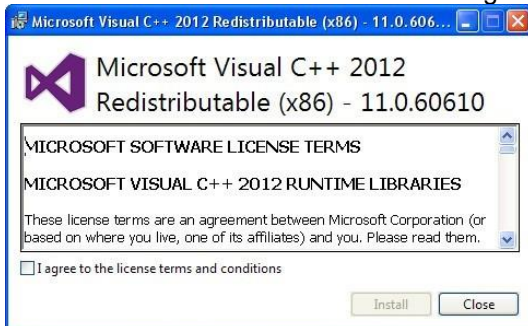 Microsoft Visual C++ 2012 Redistributable (x86) - 11.0.606...
Microsoft Visual C++ 2012
Redistributable (x86) - 11.0.60610
MICROSOFT SOFTWARE LICENSE TERMS
MICROSOFT VISUAL C++ 2012 RUNTIME LIBRARIES
These license terms are an agreement between Microsoft Corporation (or
based on where you live, one of its affiliates) and you. Please read them.
I agree to the license terms and conditions
Install Close